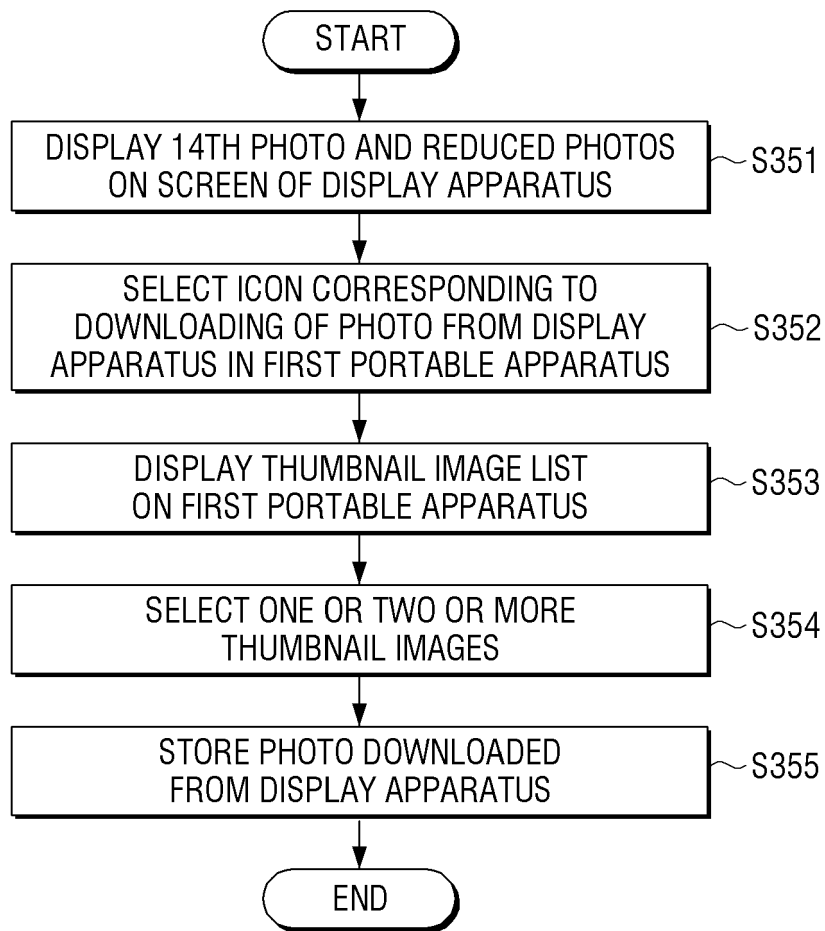 START
DISPLAY 14TH PHOTO AND REDUCED PHOTOS
ON SCREEN OF DISPLAY APPARATUS
S351
SELECT ICON CORRESPONDING TO
DOWNLOADING OF PHOTO FROM DISPLAY
APPARATUS IN FIRST PORTABLE APPARATUS
S352
DISPLAY THUMBNAIL IMAGE LIST
ON FIRST PORTABLE APPARATUS
S353
SELECT ONE OR TWO OR MORE
THUMBNAIL IMAGES
S354
STORE PHOTO DOWNLOADED
FROM DISPLAY APPARATUS
S355
END